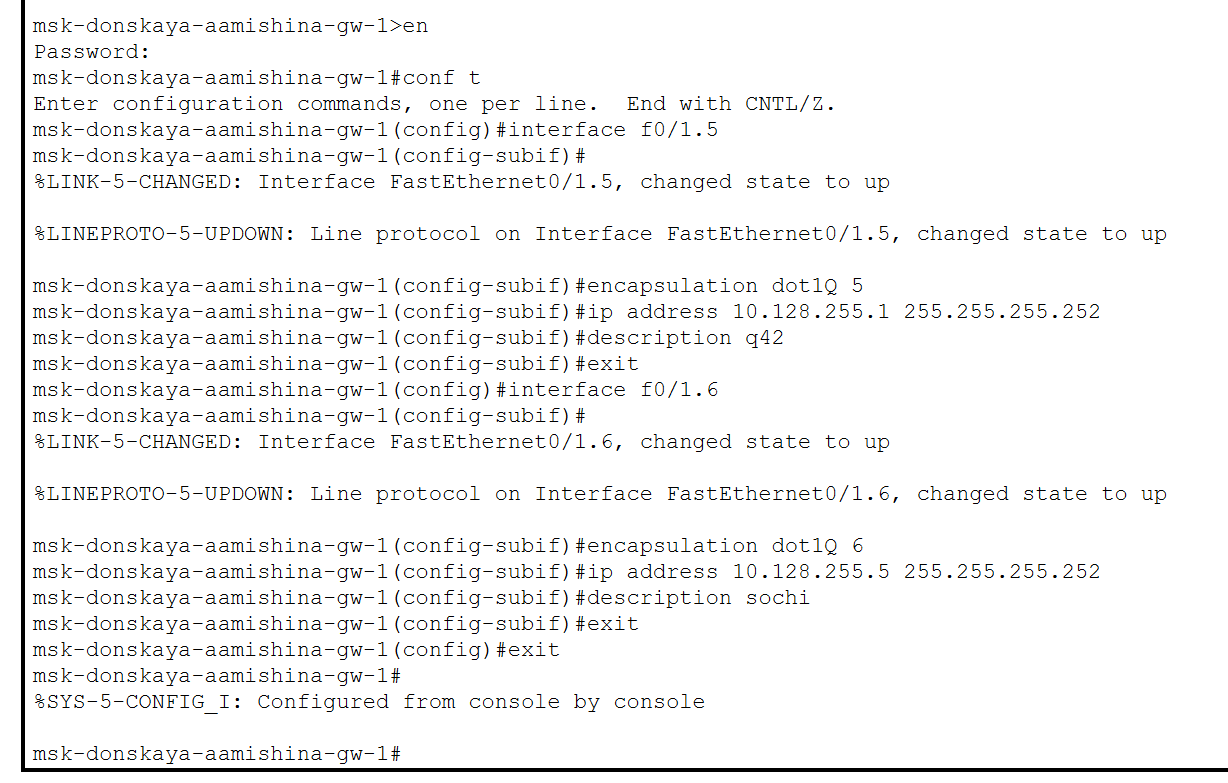 msk-donskaya-aamishina-gw-1>en
Password:
msk-donskaya-aamishina-gw-1#conf t
Enter configuration commands, one per line.  End with CNTL/Z.
msk-donskaya-aamishina-gw-1(config)#interface f0/1.5
msk-donskaya-aamishina-gw-1(config-subif)#
%LINK-5-CHANGED: Interface FastEthernet0/1.5, changed state to up
%LINEPROTO-5-UPDOWN: Line protocol on Interface FastEthernet0/1.5, changed state to up
msk-donskaya-aamishina-gw-1(config-subif)#encapsulation dot1Q 5
msk-donskaya-aamishina-gw-1(config-subif)#ip address 10.128.255.1 255.255.255.252
msk-donskaya-aamishina-gw-1(config-subif)#description q42
msk-donskaya-aamishina-gw-1(config-subif)#exit
msk-donskaya-aamishina-gw-1(config)#interface f0/1.6
msk-donskaya-aamishina-gw-1(config-subif)#
%LINK-5-CHANGED: Interface FastEthernet0/1.6, changed state to up
%LINEPROTO-5-UPDOWN: Line protocol on Interface FastEthernet0/1.6, changed state to up
msk-donskaya-aamishina-gw-1(config-subif)#encapsulation dot1Q 6
msk-donskaya-aamishina-gw-1(config-subif)#ip address 10.128.255.5 255.255.255.252
msk-donskaya-aamishina-gw-1(config-subif)#description sochi
msk-donskaya-aamishina-gw-1(config-subif)#exit
msk-donskaya-aamishina-gw-1(config)#exit
msk-donskaya-aamishina-gw-1#
%SYS-5-CONFIG_I: Configured from console by console
msk-donskaya-aamishina-gw-1#